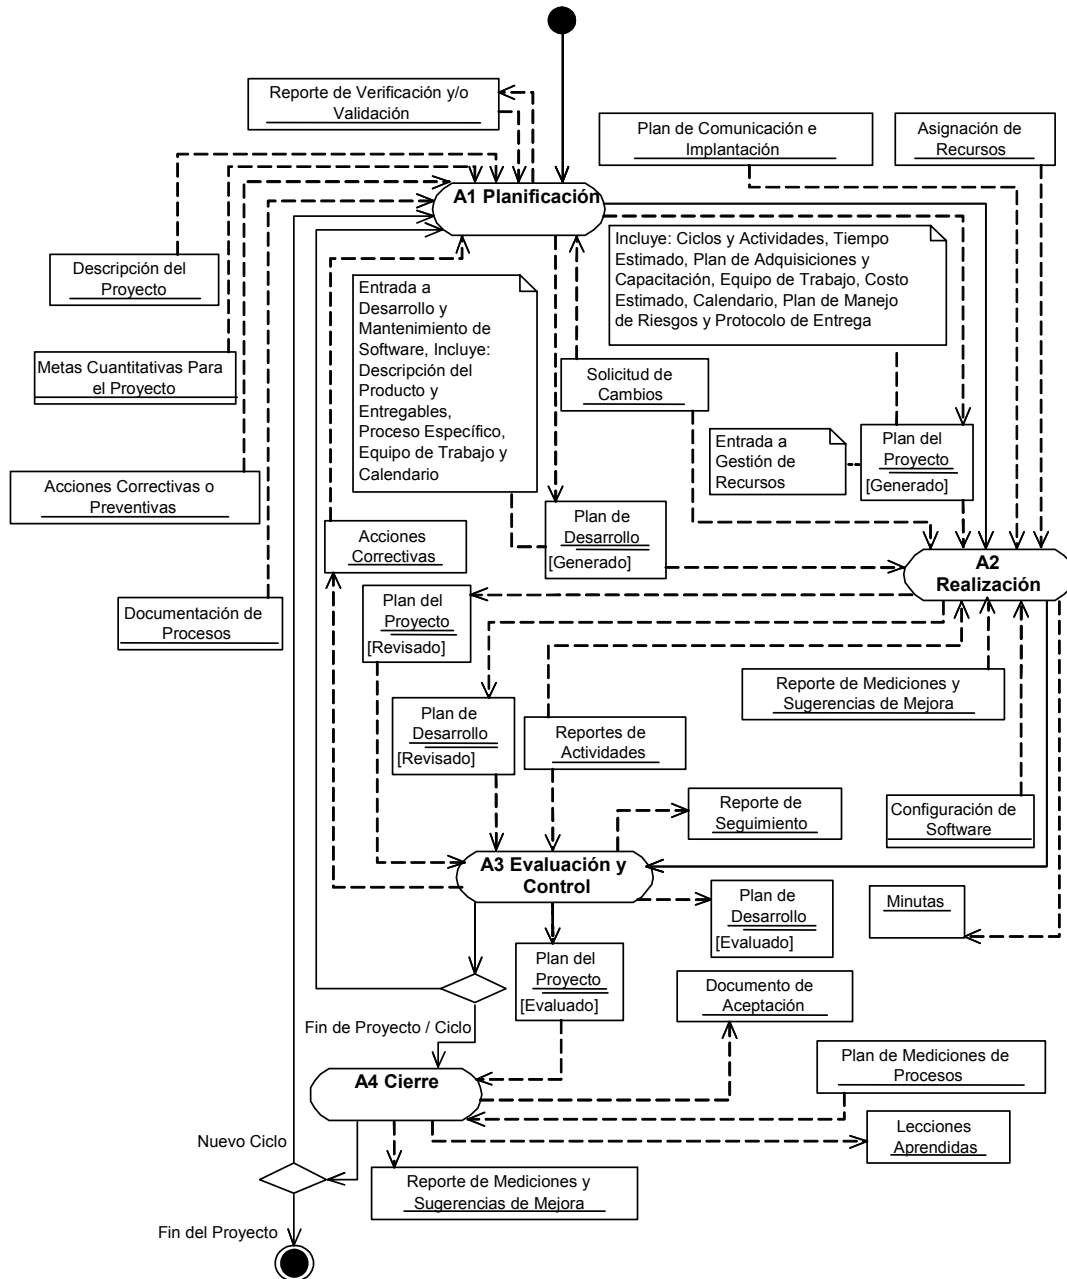 Reporte de Verificación y/o
Validación
Plan de Comunicación e
Implantación
Asignación de
Recursos
A1 Planificación
Descripción del
Proyecto
Metas Cuantitativas Para
el Proyecto
Acciones Correctivas o
Preventivas
Documentación de
Procesos
Entrada a
Desarrollo y
Mantenimiento de
Software, Incluye:
Descripción del
Producto y
Entregables,
Proceso Específico,
Equipo de Trabajo y
Calendario
Incluye: Ciclos y Actividades, Tiempo
Estimado, Plan de Adquisiciones y
Capacitación, Equipo de Trabajo, Costo
Estimado, Calendario, Plan de Manejo
de Riesgos y Protocolo de Entrega
Solicitud de
Cambios
Entrada a
Gestión de
Recursos
Plan del
Proyecto
[Generado]
Acciones
Correctivas
Plan de
Desarrollo
[Generado]
A2
Realización
Plan del
Proyecto
[Revisado]
Plan de
Desarrollo
[Revisado]
Reportes de
Actividades
Reporte de Mediciones y
Sugerencias de Mejora
Reporte de
Seguimiento
Configuración de
Software
A3 Evaluación y
Control
Plan de
Desarrollo
[Evaluado]
Minutas
Plan del
Proyecto
[Evaluado]
Documento de
Aceptación
Fin de Proyecto / Ciclo
A4 Cierre
Plan de Mediciones de
Procesos
Lecciones
Aprendidas
Nuevo Ciclo
Reporte de Mediciones y
Sugerencias de Mejora
Fin del Proyecto